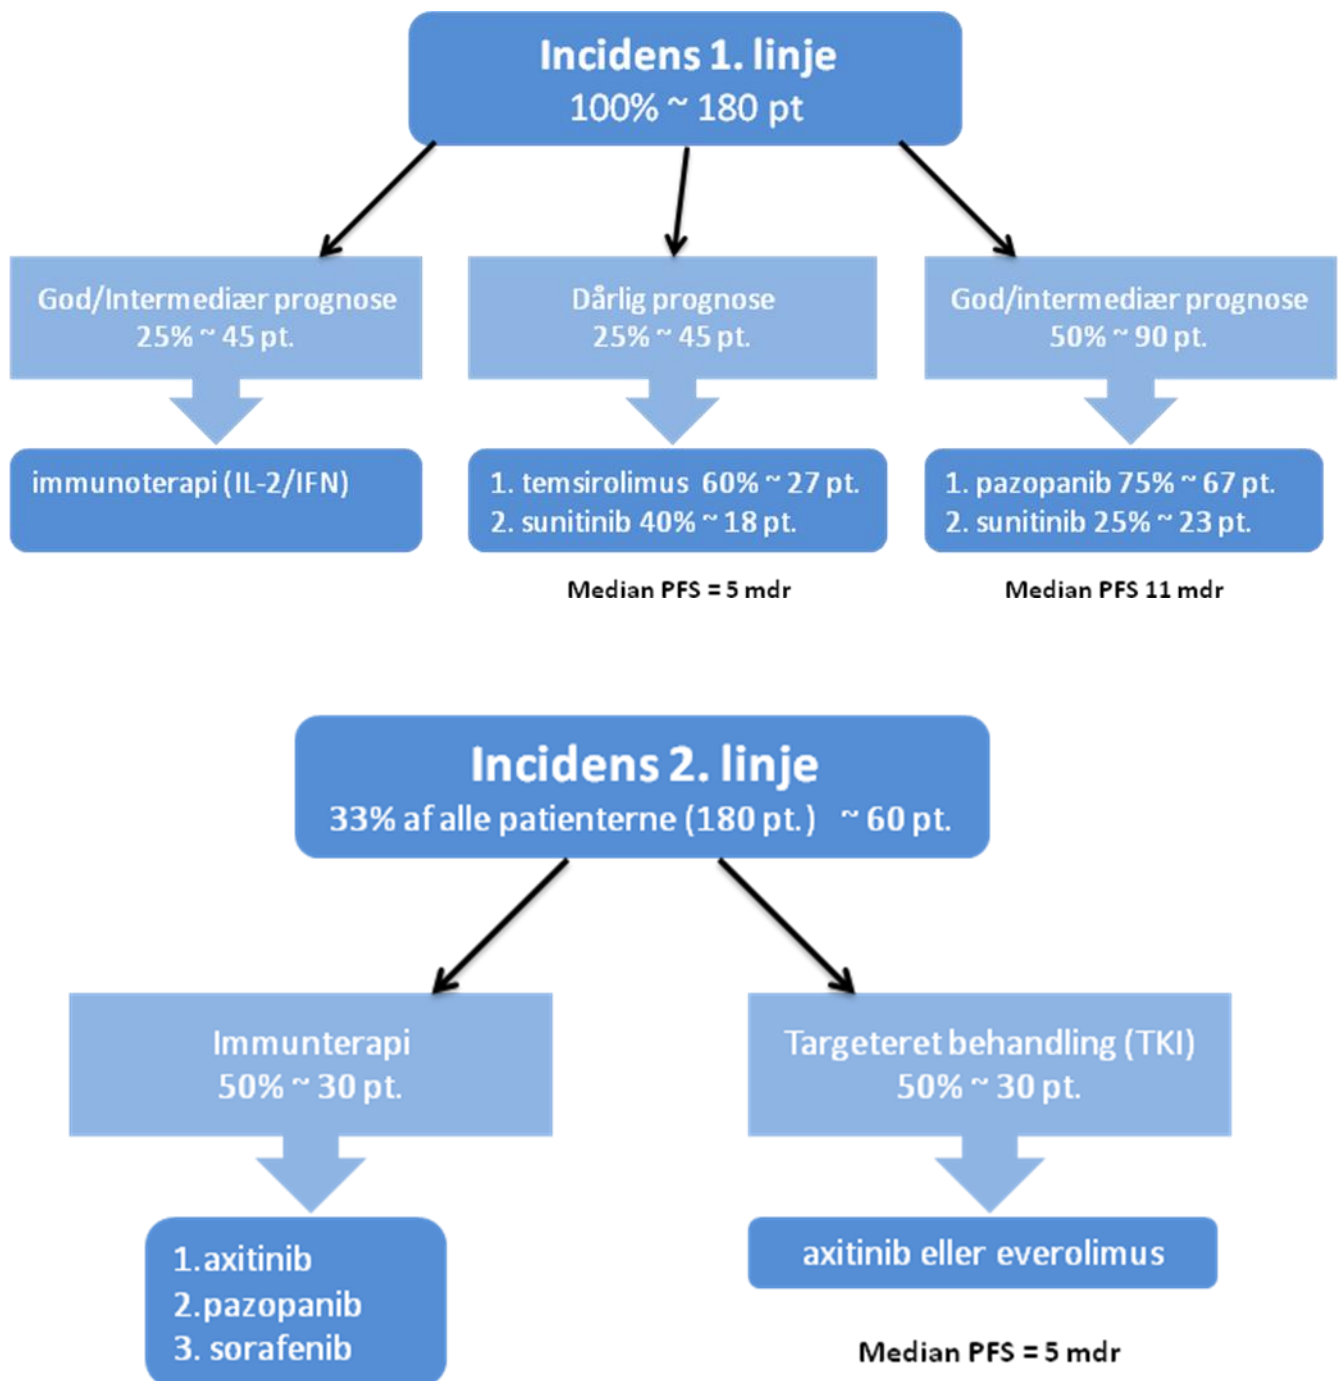 Incidens 1. linje
100% ~ 180 pt
God/Intermediær prognose
25% ~ 45 pt.
Dårlig prognose
25% ~ 45 pt.
God/intermediær prognose
50% ~ 90 pt.
immunoterapi (IL-2/IFN)
1. temsirolimus 60% ~ 27 pt.
2. sunitinib 40% ~ 18 pt.
1. pazopanib 75% ~ 67 pt.
2. sunitinib 25% ~ 23 pt.
Median PFS = 5 mdr
Median PFS 11 mdr
Incidens 2. linje
33% af alle patienterne (180 pt.) ~ 60 pt.
Immunterapi
50% ~ 30 pt.
Targeteret behandling (TKI)
50% ~ 30 pt.
1.axitinib
2.pazopanib
3. sorafenib
axitinib eller everolimus
Median PFS = 5 mdr